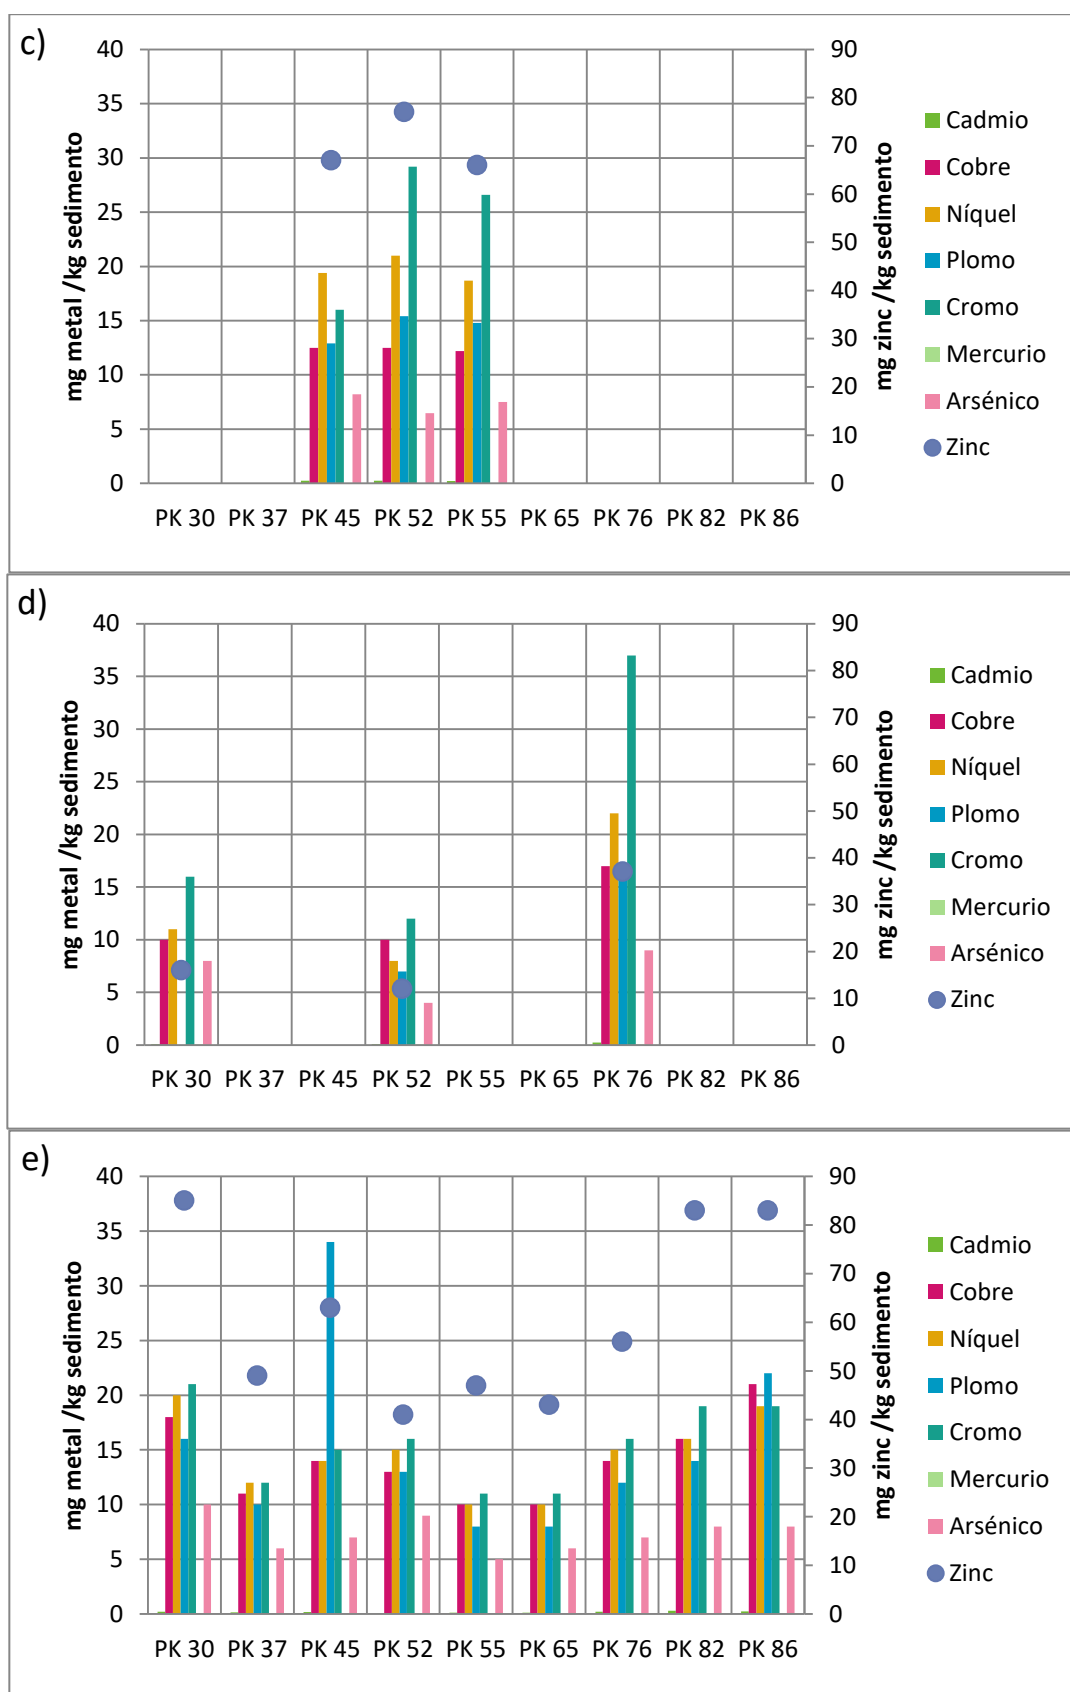 c)
mg metal /kg sedimento
40
35
30
25
20
15
10
5
0
90
80
70
60
50
40
30
20
10
0
mg zinc /kg sedimento
PK 30 PK 37 PK 45 PK 52 PK 55 PK 65 PK 76 PK 82 PK 86
Cadmio
Cobre
Níquel
Plomo
Cromo
Mercurio
Arsénico
Zinc
d)
mg metal /kg sedimento
40
35
30
25
20
15
10
5
0
90
80
70
60
50
40
30
20
10
0
mg zinc /kg sedimento
PK 30 PK 37 PK 45 PK 52 PK 55 PK 65 PK 76 PK 82 PK 86
Cadmio
Cobre
Níquel
Plomo
Cromo
Mercurio
Arsénico
Zinc
e)
mg metal /kg sedimento
40
35
30
25
20
15
10
5
0
90
80
70
60
50
40
30
20
10
0
mg zinc /kg sedimento
PK 30 PK 37 PK 45 PK 52 PK 55 PK 65 PK 76 PK 82 PK 86
Cadmio
Cobre
Níquel
Plomo
Cromo
Mercurio
Arsénico
Zinc